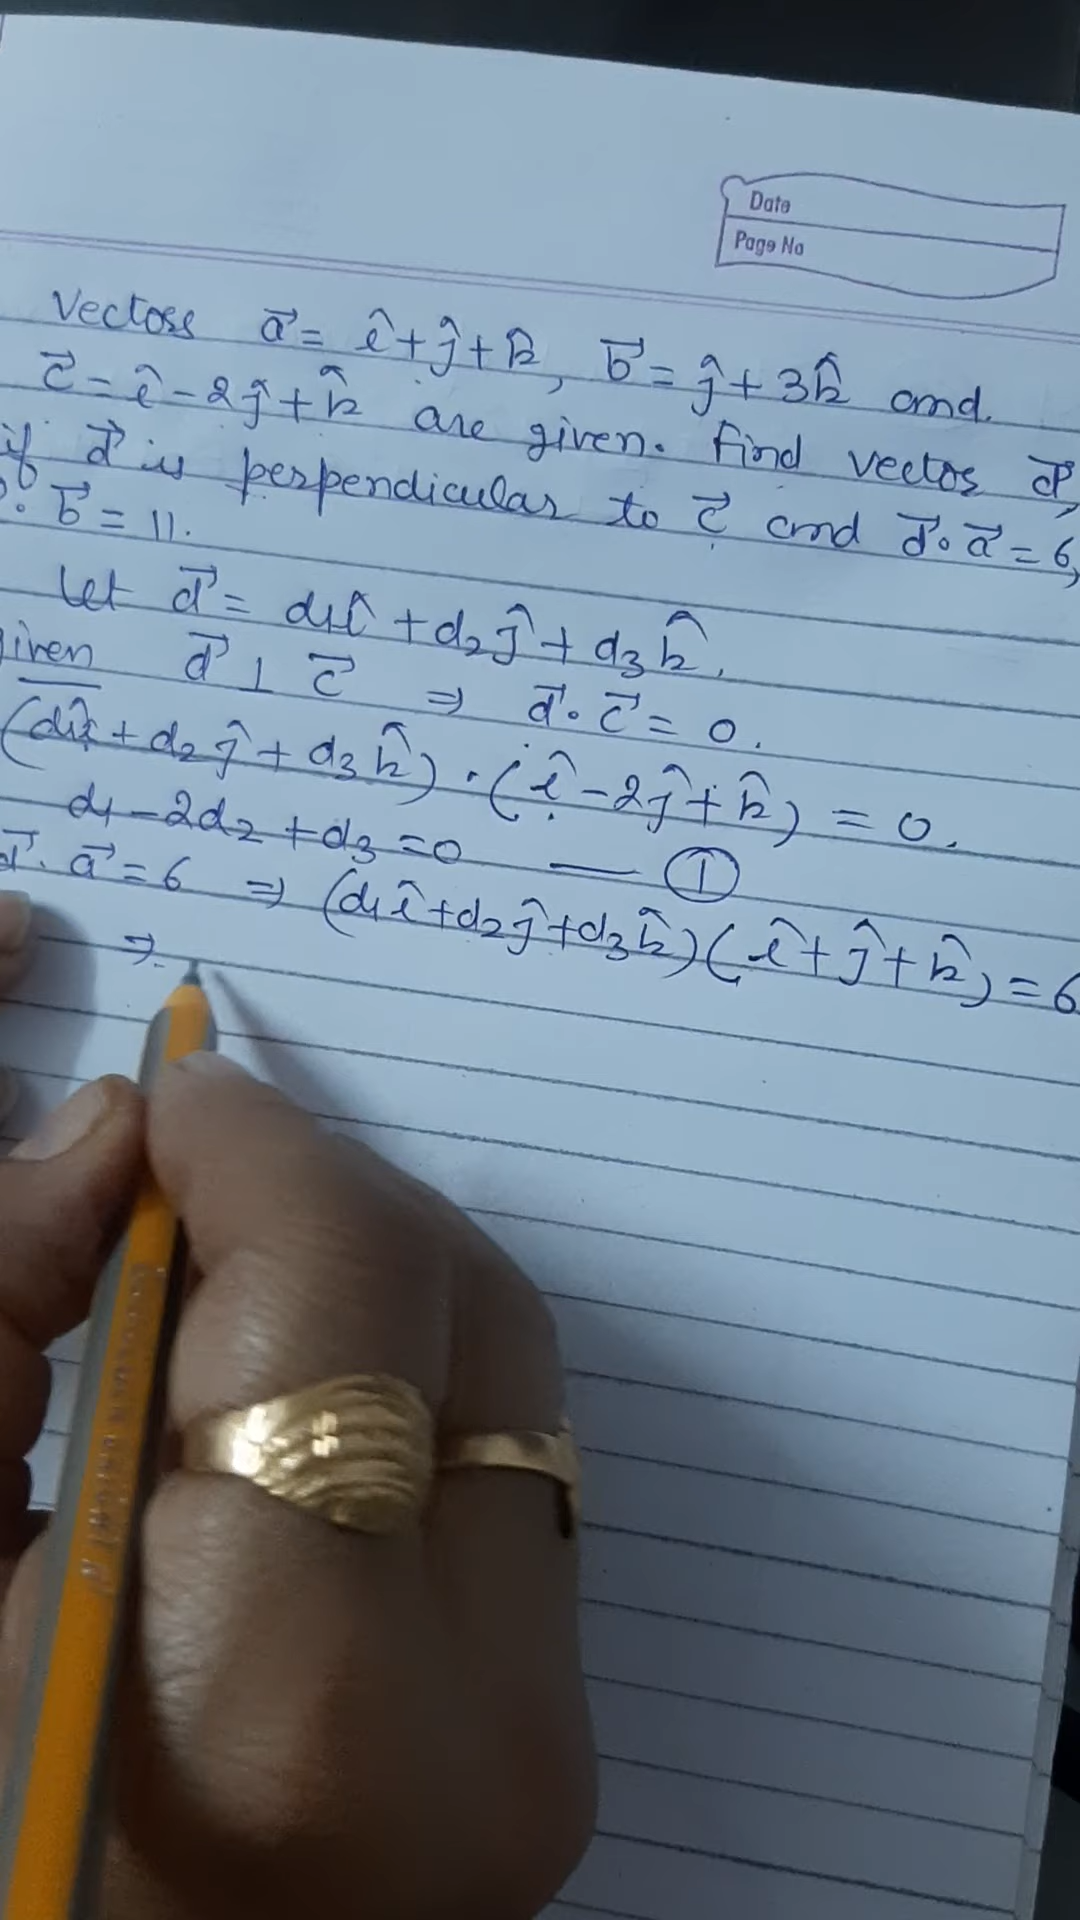 Date
Page No
Vectors a⃗ = î+ĵ+k̂, b⃗ = ĵ+3k̂ and.
c⃗ = î-2ĵ+k̂ are given. Find vector d⃗,
if d⃗ is perpendicular to c⃗ and d⃗.a⃗ = 6,
. b⃗ = 11.
Let d⃗ = d1î + d2ĵ + d3k̂.
given d⃗ ⊥ c⃗ ⇒ d⃗.c⃗ = 0.
(d1î + d2ĵ + d3k̂) . (î-2ĵ+k̂) = 0.
d1-2d2+d3=0 — ①
d⃗. a⃗ = 6 ⇒ (d1î+d2ĵ+d3k̂)(î+ĵ+k̂)=6
⇒